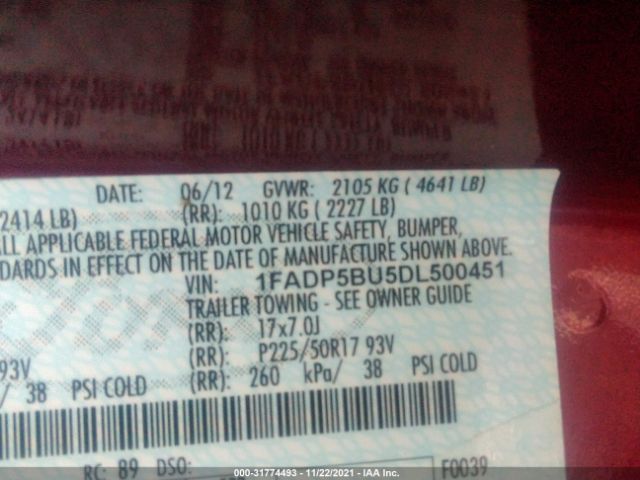 DATE: 06/12 GVWR: 2105 KG ( 4641 LB)
2414 LB) (RR): 1010 KG ( 2227 LB)
ALL APPLICABLE FEDERAL MOTOR VEHICLE SAFETY, BUMPER,
DARDS IN EFFECT ON THE DATE OF MANUFACTURE SHOWN ABOVE.
VIN: 1FADP5BU5DL500451
TRAILER TOWING - SEE OWNER GUIDE
(RR): 17x7.0J
93V (RR): P225/50R17 93V
/ 38 PSI COLD (RR): 260 kPa/ 38 PSI COLD
RC: 89 DSO: F0039
000-31774493 - 11/22/2021 - IAA Inc.